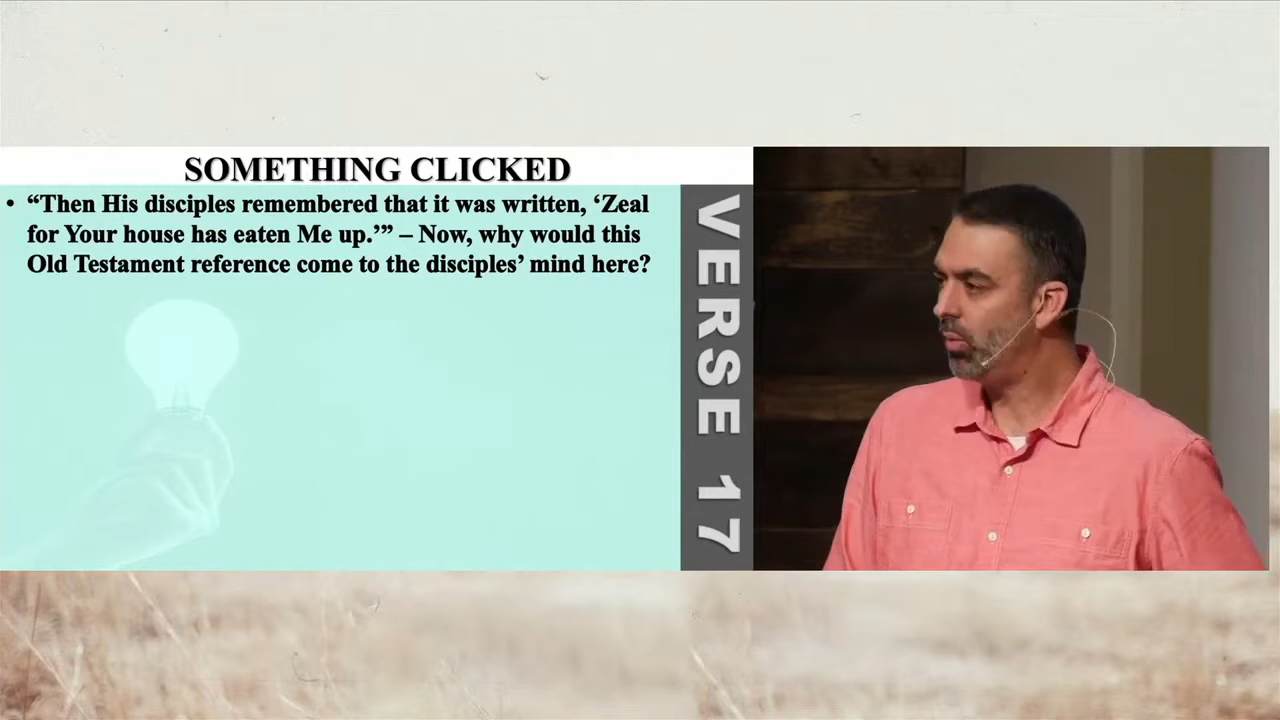 SOMETHING CLICKED
• “Then His disciples remembered that it was written, ‘Zeal
for Your house has eaten Me up.’” – Now, why would this
Old Testament reference come to the disciples’ mind here?
VERSE 17